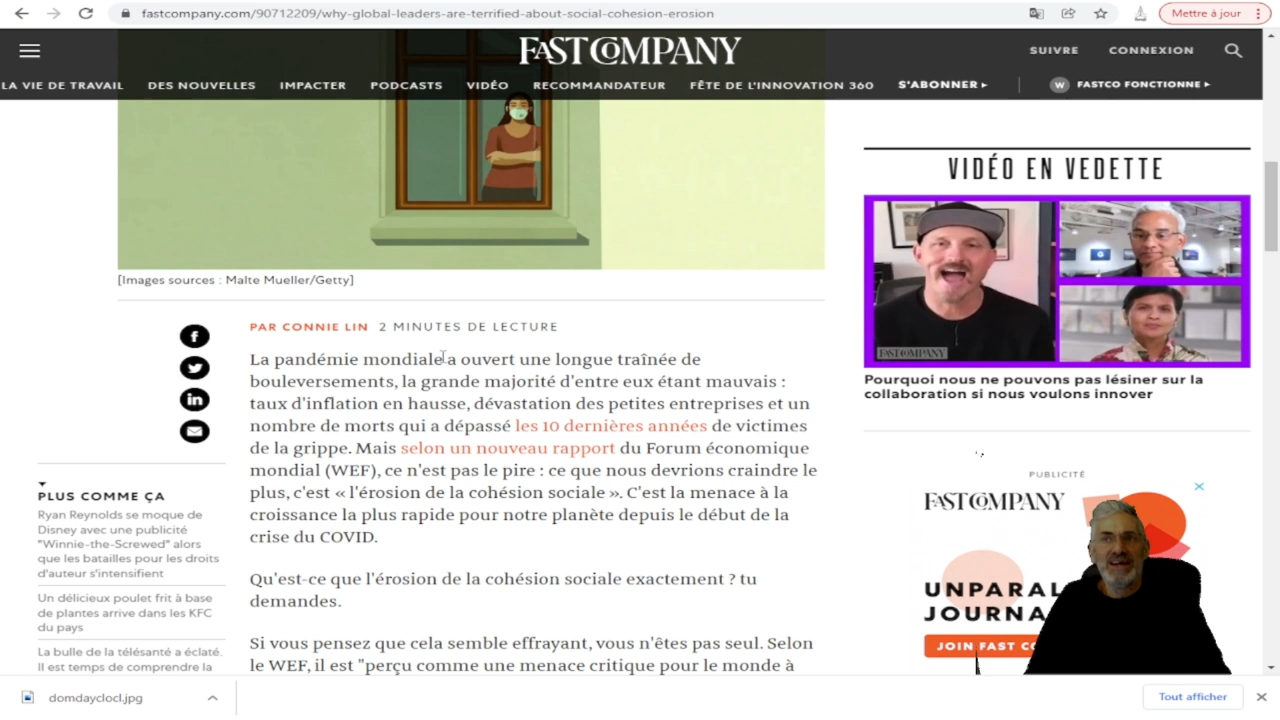 fastcompany.com/90712209/why-global-leaders-are-terrified-about-social-cohesion-erosion
Mettre à jour
FAST COMPANY
SUIVRE
CONNEXION
LA VIE DE TRAVAIL
DES NOUVELLES
IMPACTER
PODCASTS
VIDÉO
RECOMMANDATEUR
FÊTE DE L'INNOVATION 360
S'ABONNER
W
FASTCO FONCTIONNE
[Images sources : Malte Mueller/Getty]
PAR CONNIE LIN 2 MINUTES DE LECTURE
La pandémie mondiale a ouvert une longue traînée de
bouleversements, la grande majorité d'entre eux étant mauvais :
taux d'inflation en hausse, dévastation des petites entreprises et un
nombre de morts qui a dépassé les 10 dernières années de victimes
de la grippe. Mais selon un nouveau rapport du Forum économique
mondial (WEF), ce n'est pas le pire : ce que nous devrions craindre le
plus, c'est « l'érosion de la cohésion sociale ». C'est la menace à la
croissance la plus rapide pour notre planète depuis le début de la
crise du COVID.
Qu'est-ce que l'érosion de la cohésion sociale exactement ? tu
demandes.
Si vous pensez que cela semble effrayant, vous n'êtes pas seul. Selon
le WEF, il est "perçu comme une menace critique pour le monde à
PLUS COMME ÇA
Ryan Reynolds se moque de
Disney avec une publicité
"Winnie-the-Screwed" alors
que les batailles pour les droits
d'auteur s'intensifient
Un délicieux poulet frit à base
de plantes arrive dans les KFC
du pays
La bulle de la télésanté a éclaté.
Il est temps de comprendre la
VIDÉO EN VEDETTE
FAST COMPANY
Pourquoi nous ne pouvons pas lésiner sur la
collaboration si nous voulons innover
PUBLICITÉ
FAST COMPANY
UNPARAL
JOURNA
JOIN FAST CO
domdayclocl.jpg
Tout afficher